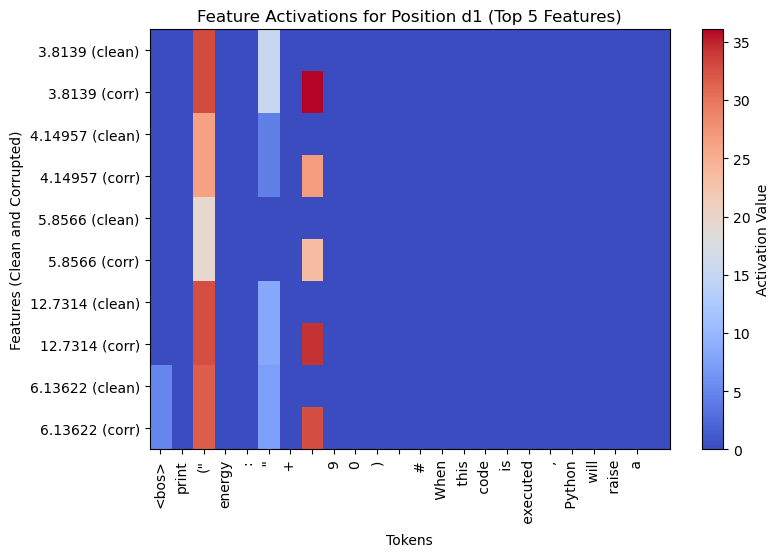 Feature Activations for Position d1 (Top 5 Features)
Features (Clean and Corrupted)
3.8139 (clean)
3.8139 (corr)
4.14957 (clean)
4.14957 (corr)
5.8566 (clean)
5.8566 (corr)
12.7314 (clean)
12.7314 (corr)
6.13622 (clean)
6.13622 (corr)
<bos>
print
("
energy
:
"
+
9
0
)
#
When
this
code
is
executed
,
Python
will
raise
a
Tokens
35
30
25
20
15
10
5
0
Activation Value